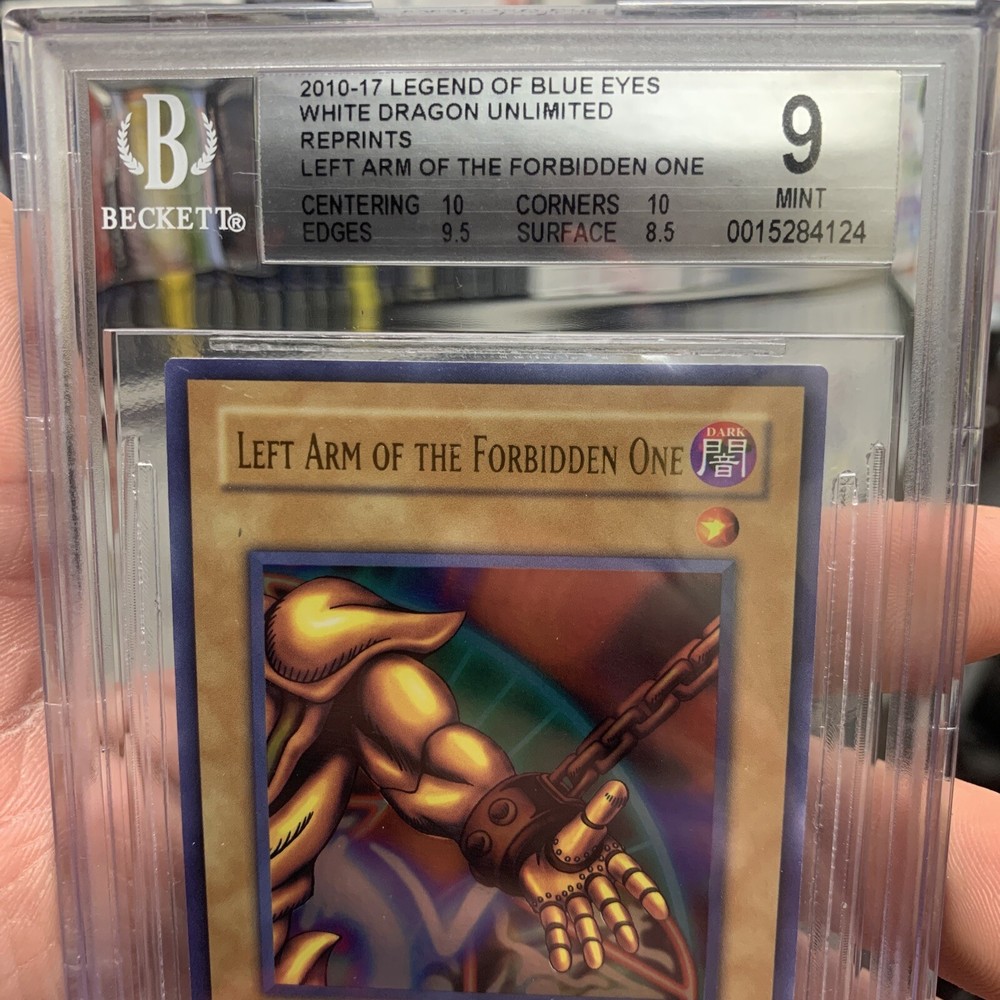 B
BECKETT®
2010-17 LEGEND OF BLUE EYES
WHITE DRAGON UNLIMITED
REPRINTS
LEFT ARM OF THE FORBIDDEN ONE
CENTERING 10 CORNERS 10
EDGES 9.5 SURFACE 8.5
9
MINT
0015284124
LEFT ARM OF THE FORBIDDEN ONE
DARK
闇